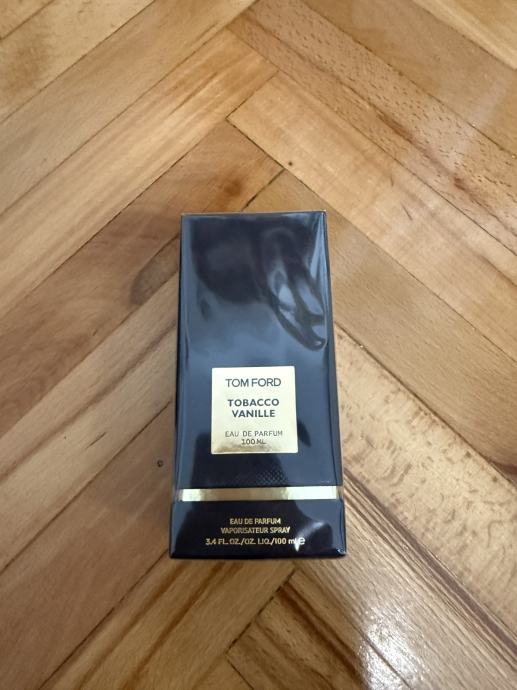 TOM FORD
TOBACCO
VANILLE
EAU DE PARFUM
100 ML
EAU DE PARFUM
VAPORISATEUR SPRAY
3.4 FL. OZ./OZ. LIQ./100 ml ℮